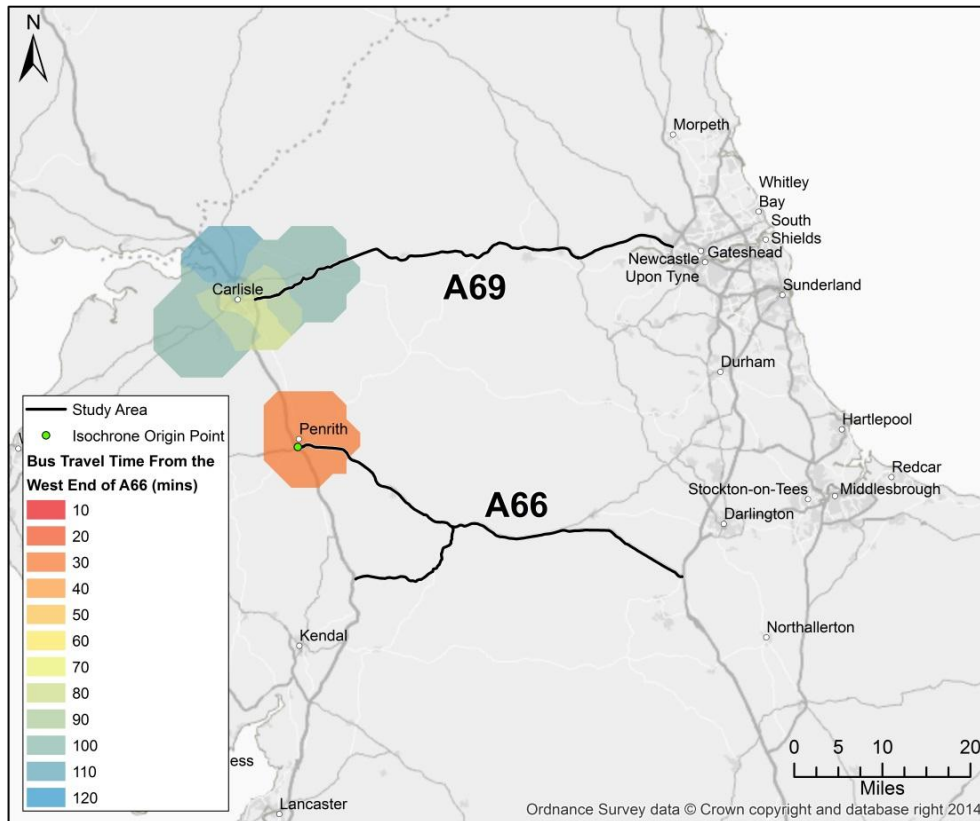 N
Morpeth
Whitley
Bay
South
Shields
Gateshead
Newcastle
Upon Tyne
Carlisle
A69
Sunderland
Durham
Study Area
Isochrone Origin Point
Bus Travel Time From the
West End of A66 (mins)
10
20
30
40
50
60
70
80
90
100
110
120
Penrith
Hartlepool
Redcar
Stockton-on-Tees
Middlesbrough
A66
Darlington
Kendal
Northallerton
ess
Lancaster
0 5 10 20
Miles
Ordnance Survey data © Crown copyright and database right 2014